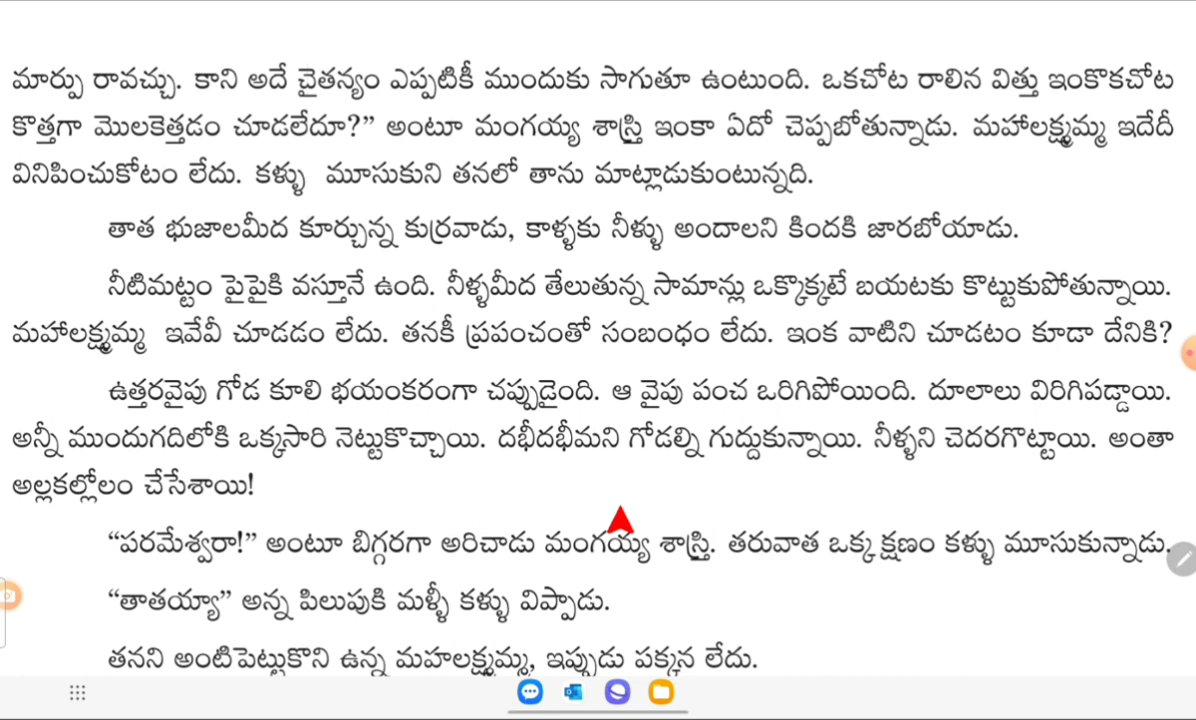 మార్పు రావచ్చు. కాని అదే చైతన్యం ఎప్పటికీ ముందుకు సాగుతూ ఉంటుంది. ఒకచోట రాలిన విత్తు ఇంకొకచోట
కొత్తగా మొలకెత్తడం చూడలేదూ?” అంటూ మంగయ్య శాస్త్రి ఇంకా ఏదో చెప్పబోతున్నాడు. మహాలక్ష్మమ్మ ఇదేదీ
వినిపించుకోటం లేదు. కళ్ళు మూసుకుని తనలో తాను మాట్లాడుకుంటున్నది.
తాత భుజాలమీద కూర్చున్న కుర్రవాడు, కాళ్ళకు నీళ్ళు అందాలని కిందకి జారబోయాడు.
నీటిమట్టం పైపైకి వస్తూనే ఉంది. నీళ్ళమీద తేలుతున్న సామాన్లు ఒక్కొక్కటే బయటకు కొట్టుకుపోతున్నాయి.
మహాలక్ష్మమ్మ ఇవేవీ చూడడం లేదు. తనకీ ప్రపంచంతో సంబంధం లేదు. ఇంక వాటిని చూడటం కూడా దేనికి?
ఉత్తరవైపు గోడ కూలి భయంకరంగా చప్పుడైంది. ఆ వైపు పంచ ఒరిగిపోయింది. దూలాలు విరిగిపడ్డాయి.
అన్నీ ముందుగదిలోకి ఒక్కసారి నెట్టుకొచ్చాయి. దభీదభీమని గోడల్ని గుద్దుకున్నాయి. నీళ్ళని చెదరగొట్టాయి. అంతా
అల్లకల్లోలం చేసేశాయి!
“పరమేశ్వరా!” అంటూ బిగ్గరగా అరిచాడు మంగయ్య శాస్త్రి. తరువాత ఒక్క క్షణం కళ్ళు మూసుకున్నాడు.
“తాతయ్యా” అన్న పిలుపుకి మళ్ళీ కళ్ళు విప్పాడు.
తనని అంటిపెట్టుకొని ఉన్న మహలక్ష్మమ్మ, ఇప్పుడు పక్కన లేదు.